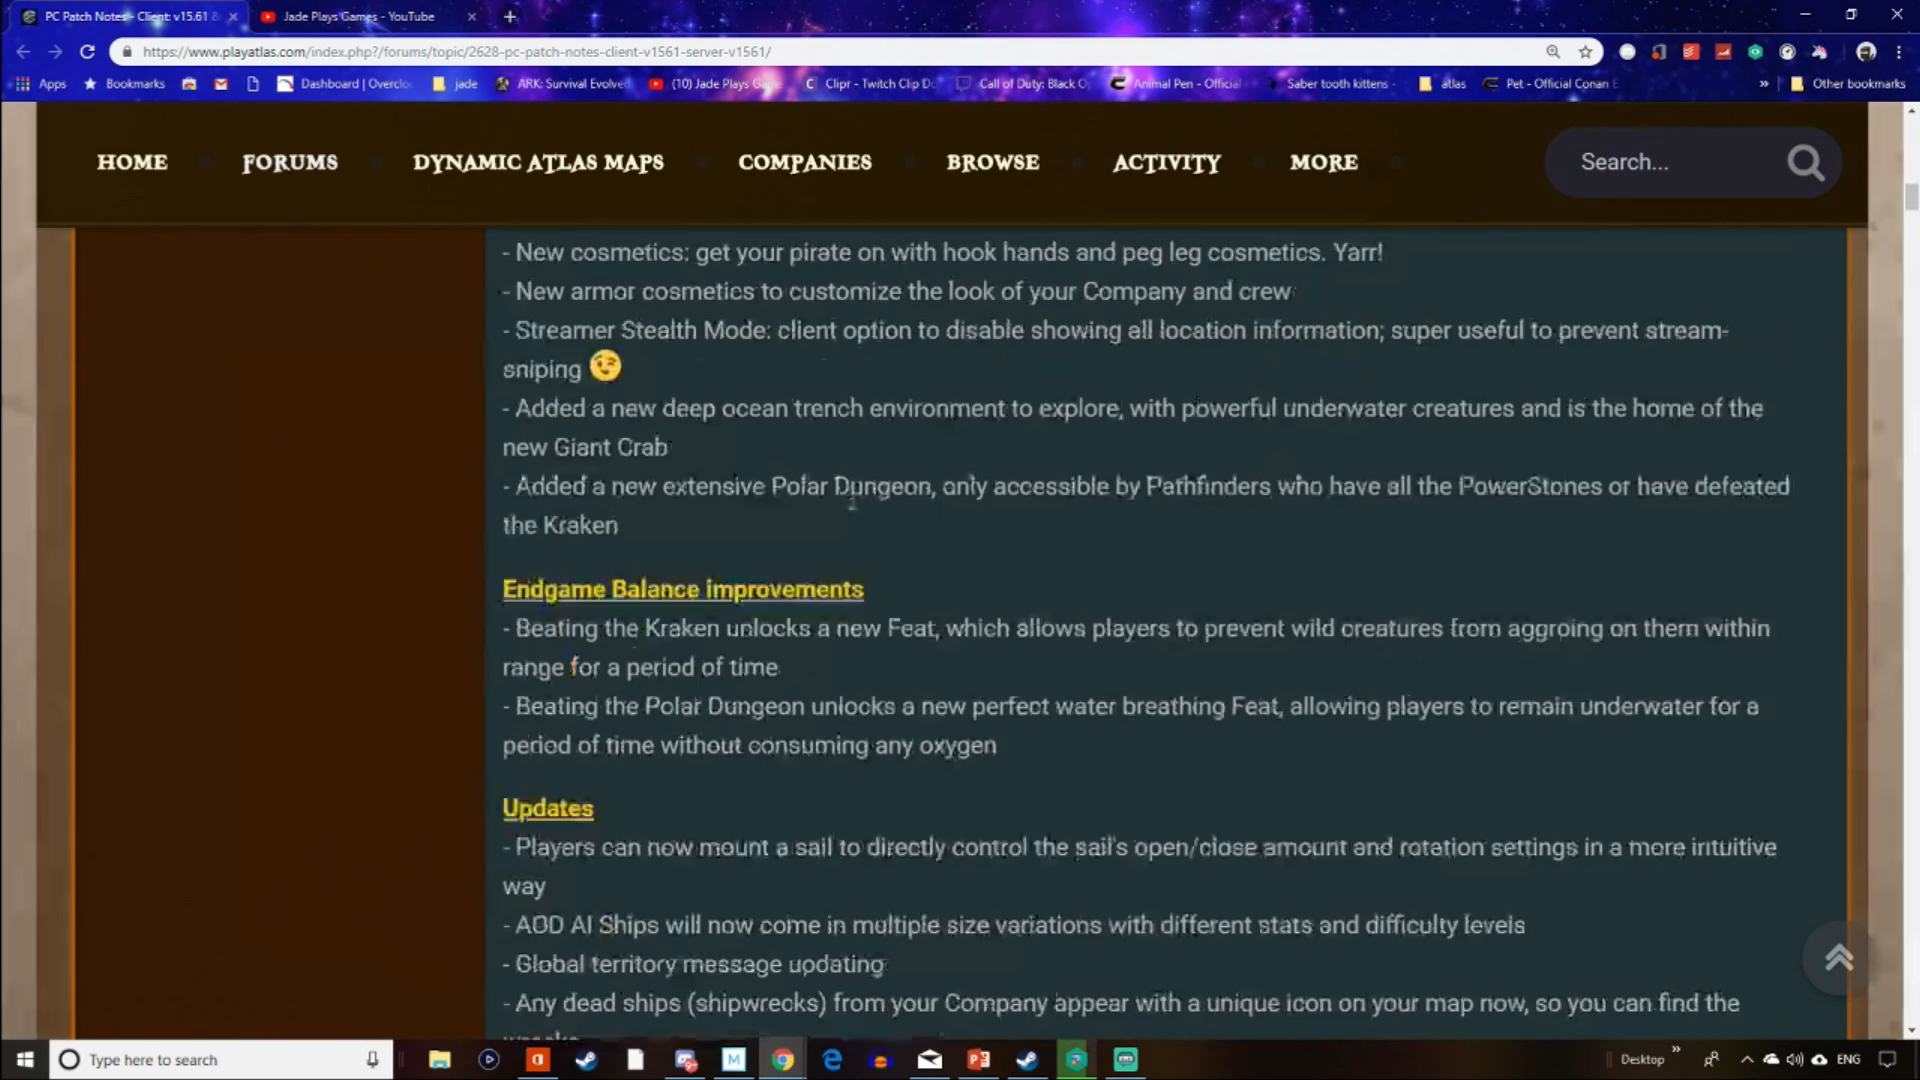 PC Patch Notes - Client: v15.61 &
Jade Plays Games - YouTube
https://www.playatlas.com/index.php?/forums/topic/2628-pc-patch-notes-client-v1561-server-v1561/
Apps
Bookmarks
Dashboard | Overclo
jade
ARK: Survival Evolved
(10) Jade Plays Ga
Clipr - Twitch Clip Do
Call of Duty: Black O
Animal Pen - Official
Saber tooth kittens -
atlas
Pet - Official Conan E
»
Other bookmarks
HOME
FORUMS
DYNAMIC ATLAS MAPS
COMPANIES
BROWSE
ACTIVITY
MORE
Search...
- New cosmetics: get your pirate on with hook hands and peg leg cosmetics. Yarr!
- New armor cosmetics to customize the look of your Company and crew
- Streamer Stealth Mode: client option to disable showing all location information; super useful to prevent stream-
sniping 😉
- Added a new deep ocean trench environment to explore, with powerful underwater creatures and is the home of the
new Giant Crab
- Added a new extensive Polar Dungeon, only accessible by Pathfinders who have all the PowerStones or have defeated
the Kraken
Endgame Balance improvements
- Beating the Kraken unlocks a new Feat, which allows players to prevent wild creatures from aggroing on them within
range for a period of time
- Beating the Polar Dungeon unlocks a new perfect water breathing Feat, allowing players to remain underwater for a
period of time without consuming any oxygen
Updates
- Players can now mount a sail to directly control the sail's open/close amount and rotation settings in a more intuitive
way
- AOD AI Ships will now come in multiple size variations with different stats and difficulty levels
- Global territory message updating
- Any dead ships (shipwrecks) from your Company appear with a unique icon on your map now, so you can find the
Type here to search
Desktop
»
ENG